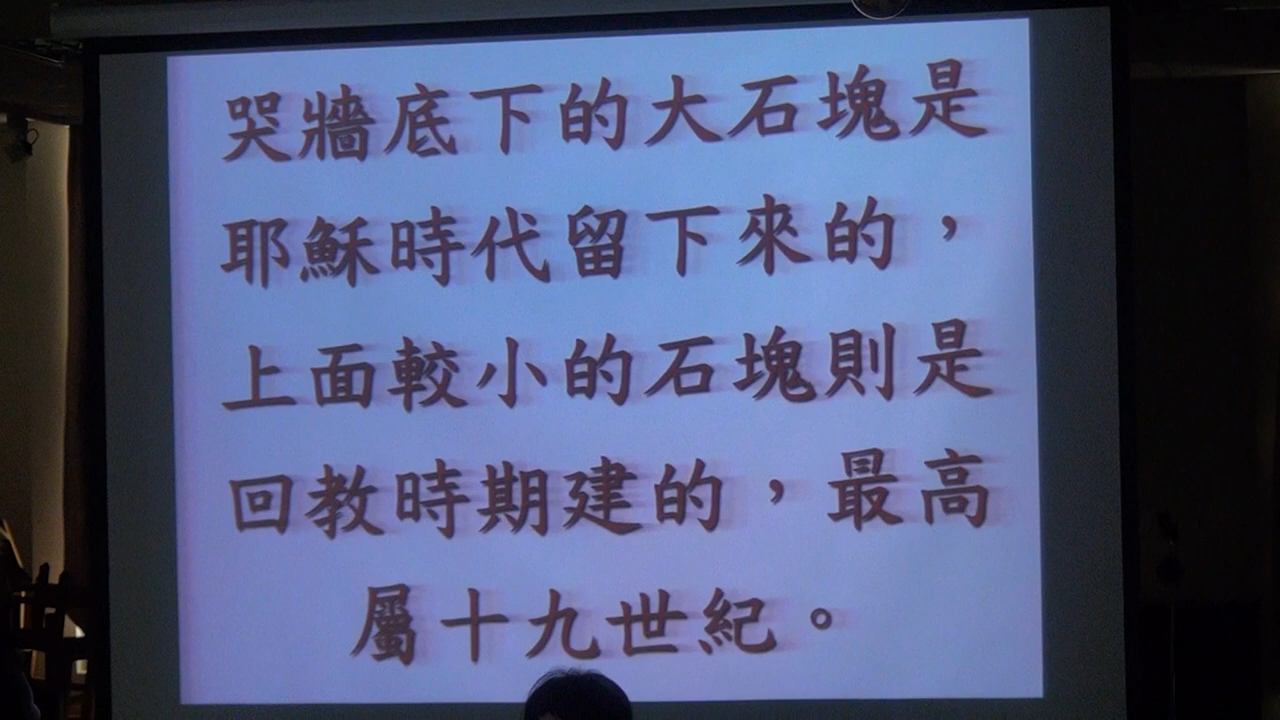 哭牆底下的大石塊是
耶穌時代留下來的，
上面較小的石塊則是
回教時期建的，最高
屬十九世紀。